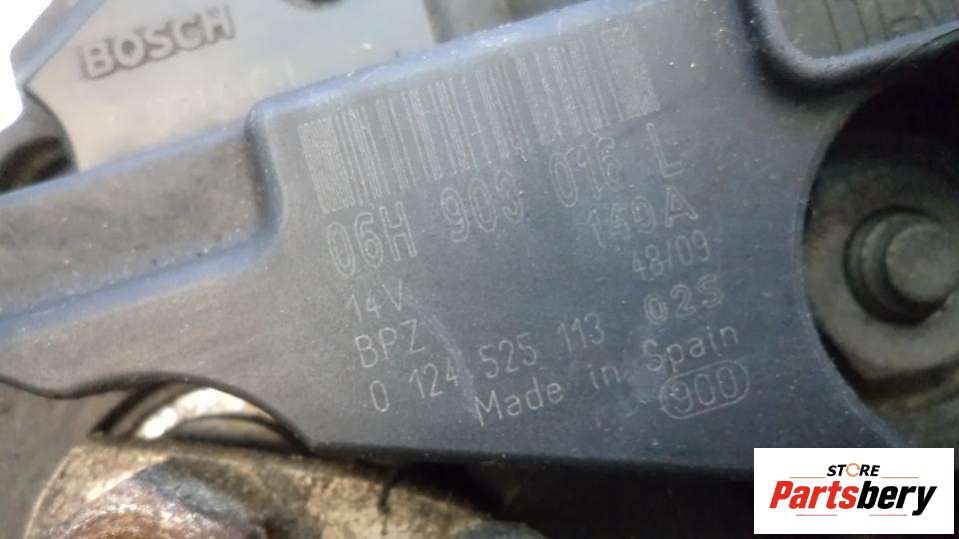 BOSCH
06H 903 016 L
14V 149A
BPZ 48/09
0 124 525 113 02S
Made in Spain
900
STORE
Partsbery